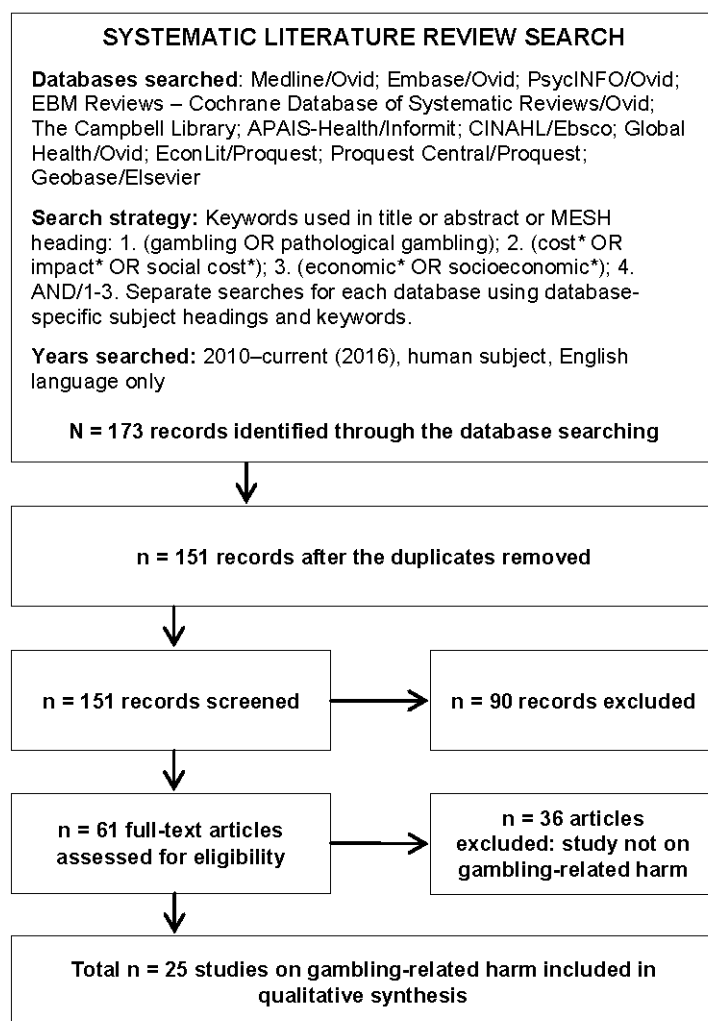 SYSTEMATIC LITERATURE REVIEW SEARCH
Databases searched: Medline/Ovid; Embase/Ovid; PsycINFO/Ovid;
EBM Reviews – Cochrane Database of Systematic Reviews/Ovid;
The Campbell Library; APAIS-Health/Informit; CINAHL/Ebsco; Global
Health/Ovid; EconLit/Proquest; Proquest Central/Proquest;
Geobase/Elsevier
Search strategy: Keywords used in title or abstract or MESH
heading: 1. (gambling OR pathological gambling); 2. (cost* OR
impact* OR social cost*); 3. (economic* OR socioeconomic*); 4.
AND/1-3. Separate searches for each database using database-
specific subject headings and keywords.
Years searched: 2010–current (2016), human subject, English
language only
N = 173 records identified through the database searching
n = 151 records after the duplicates removed
n = 151 records screened
n = 90 records excluded
n = 61 full-text articles
assessed for eligibility
n = 36 articles
excluded: study not on
gambling-related harm
Total n = 25 studies on gambling-related harm included in
qualitative synthesis